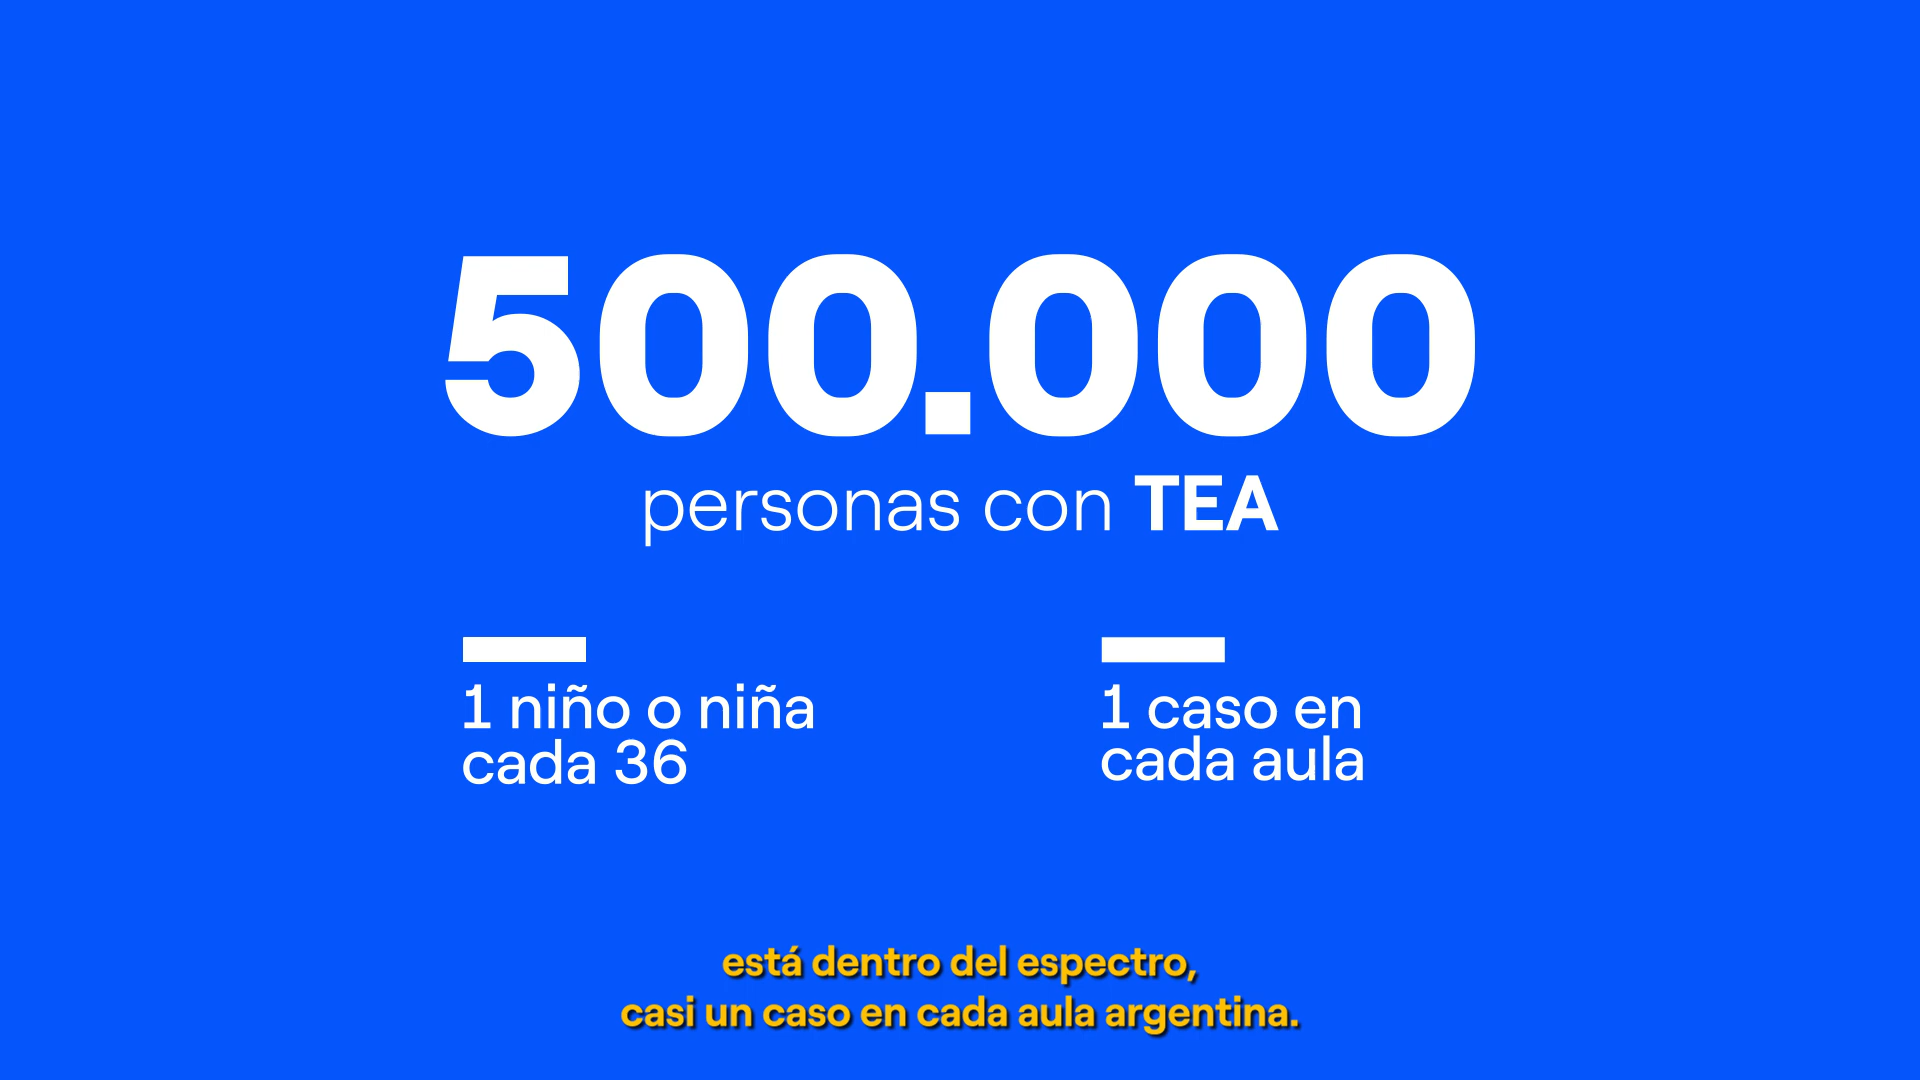 500.000
personas con TEA
1 niño o niña
cada 36
1 caso en
cada aula
está dentro del espectro,
casi un caso en cada aula argentina.